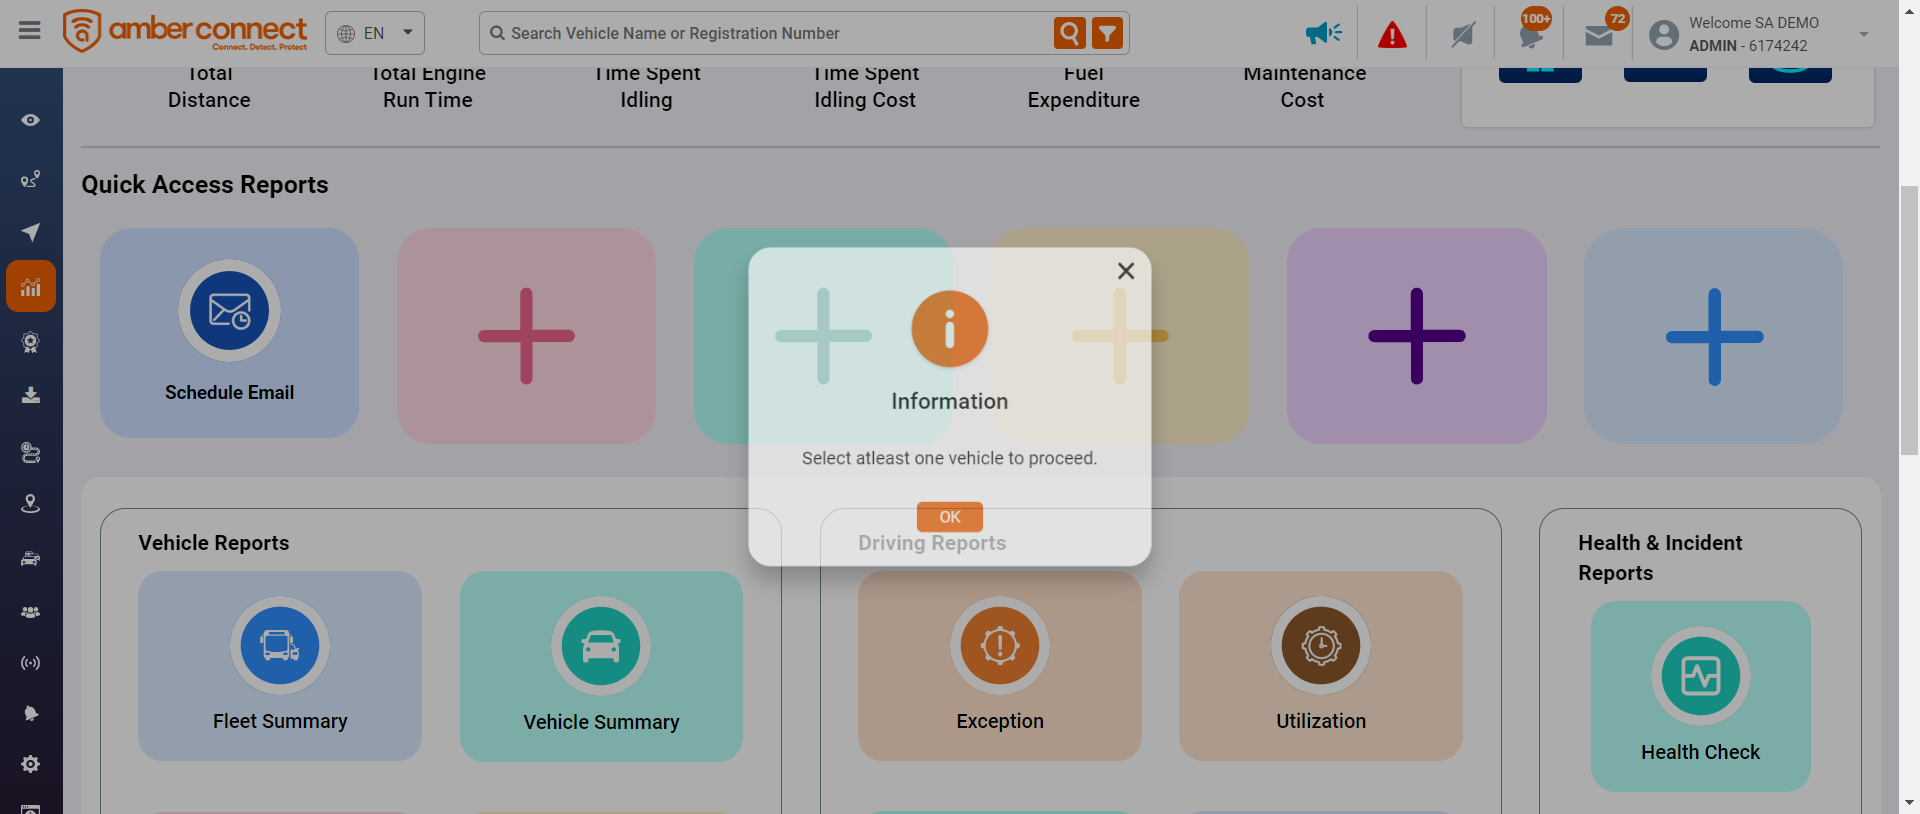 amber connect
Connect. Detect. Protect
EN
Search Vehicle Name or Registration Number
100+
72
Welcome SA DEMO
ADMIN - 6174242
Total
Distance
Total Engine
Run Time
Time Spent
Idling
Time Spent
Idling Cost
Fuel
Expenditure
Maintenance
Cost
Quick Access Reports
Schedule Email
Information
Select atleast one vehicle to proceed.
OK
Vehicle Reports
Driving Reports
Health & Incident
Reports
Fleet Summary
Vehicle Summary
Exception
Utilization
Health Check